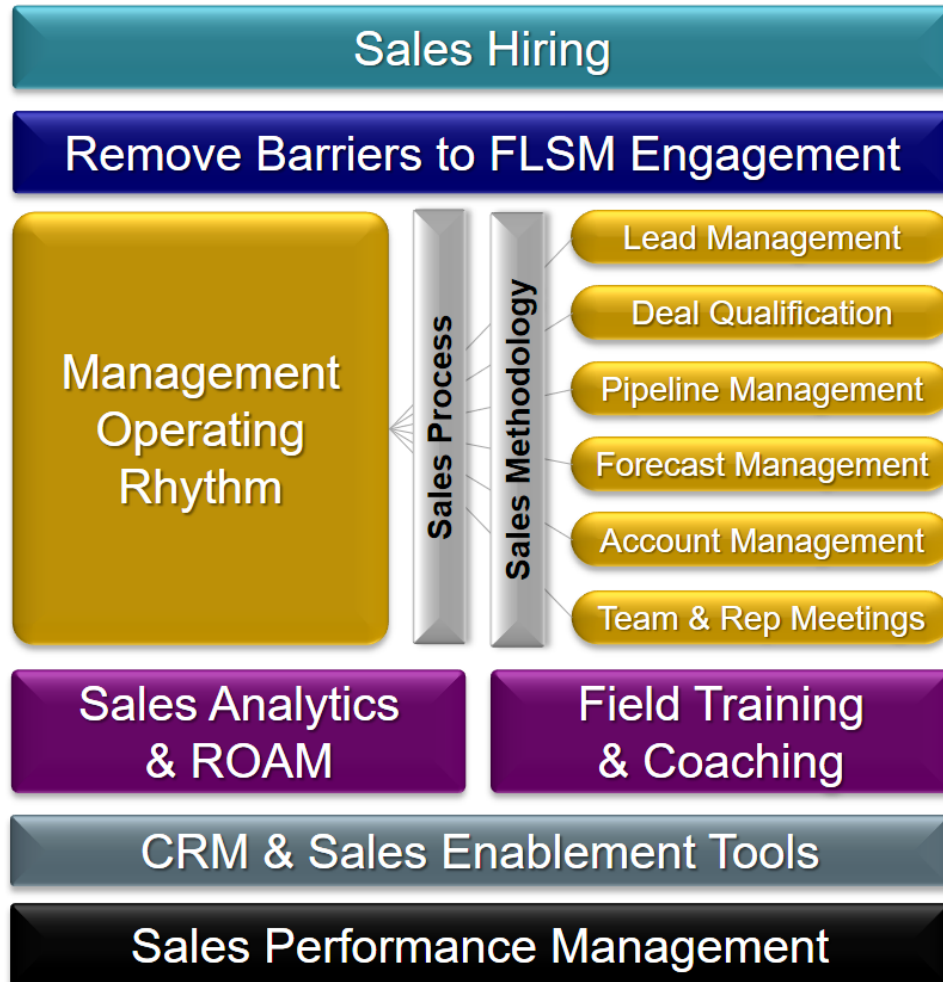 Sales Hiring
Remove Barriers to FLSM Engagement
Management
Operating
Rhythm
Sales Process
Sales Methodology
Lead Management
Deal Qualification
Pipeline Management
Forecast Management
Account Management
Team & Rep Meetings
Sales Analytics
& ROAM
Field Training
& Coaching
CRM & Sales Enablement Tools
Sales Performance Management